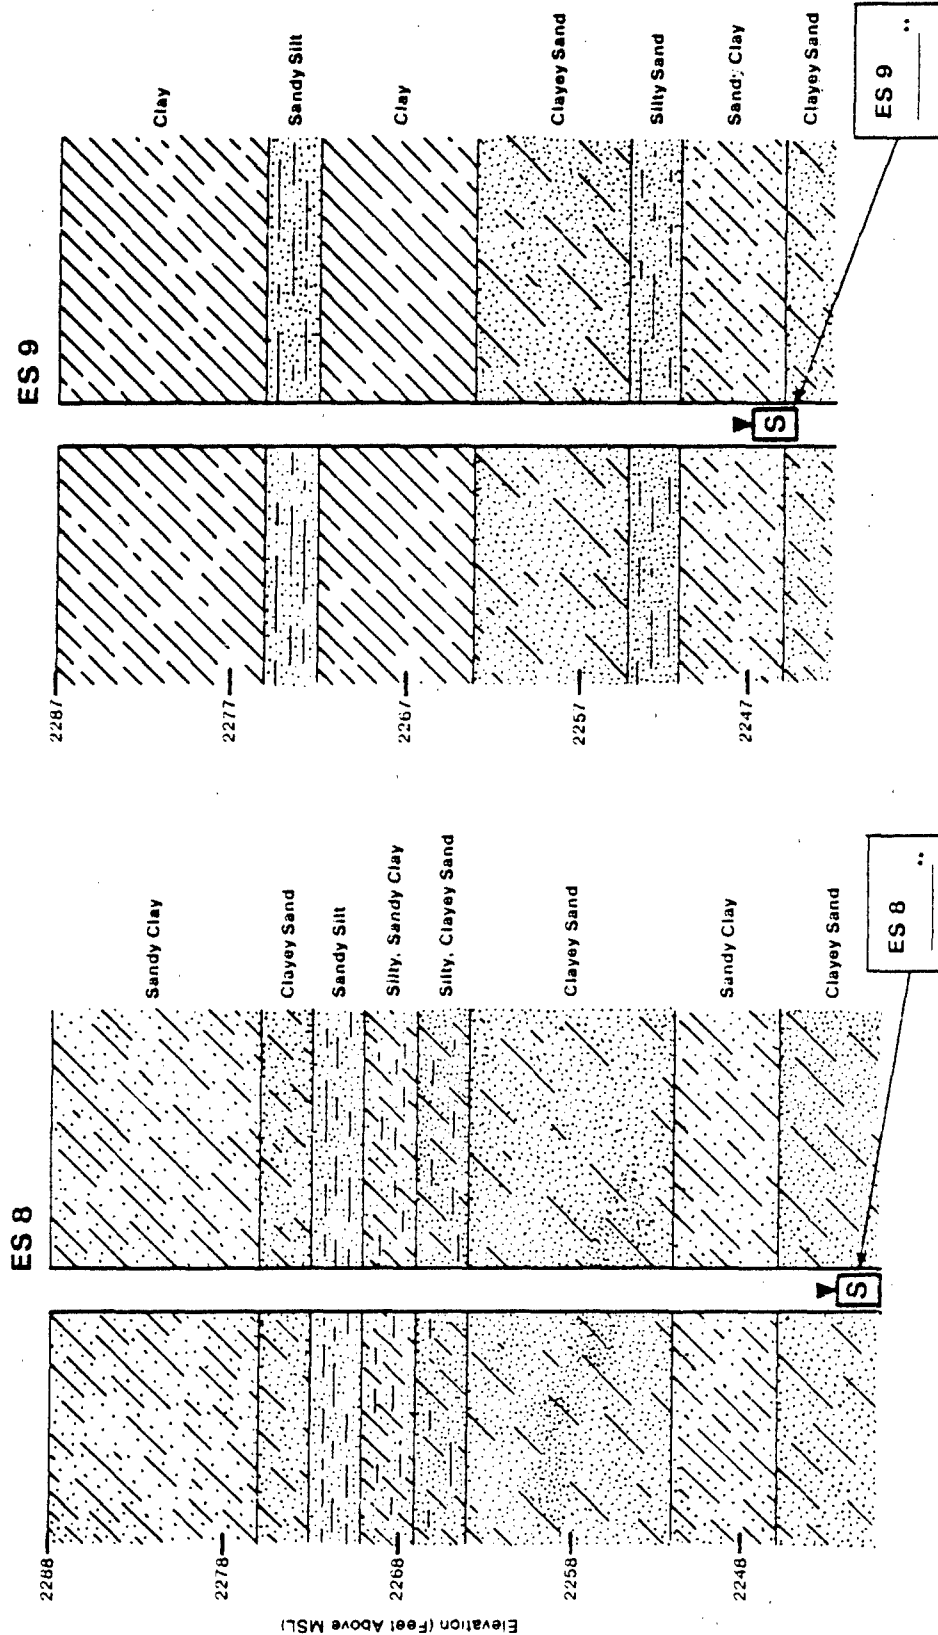 ES 8
Elevation (Feet Above MSL)
2288
2278
2268
2258
2248
Sandy Clay
Clayey Sand
Sandy Silt
Silty, Sandy Clay
Silty, Clayey Sand
Clayey Sand
Sandy Clay
Clayey Sand
S
ES 8
ES 9
2287
2277
2267
2257
2247
Clay
Sandy Silt
Clay
Clayey Sand
Silty Sand
Sandy Clay
Clayey Sand
S
ES 9